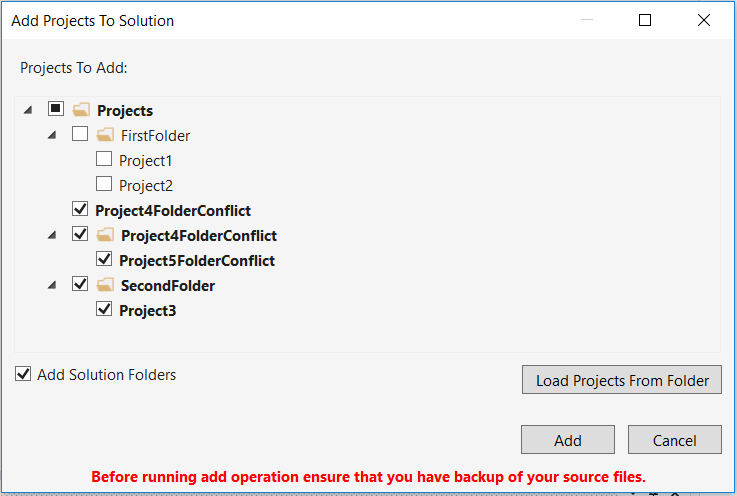 Add Projects To Solution
Projects To Add:
Projects
FirstFolder
Project1
Project2
Project4FolderConflict
Project4FolderConflict
Project5FolderConflict
SecondFolder
Project3
Add Solution Folders
Load Projects From Folder
Add Cancel
Before running add operation ensure that you have backup of your source files.